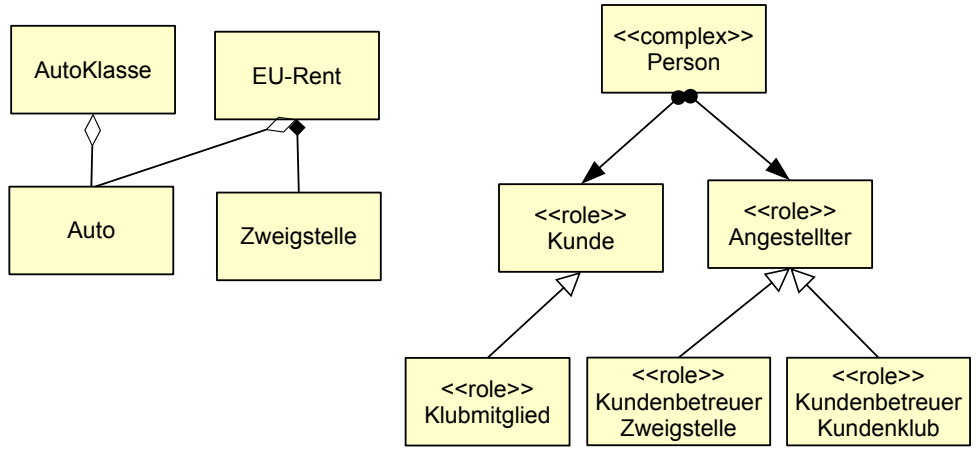 AutoKlasse
EU-Rent
Auto
Zweigstelle
<<complex>>
Person
<<role>>
Kunde
<<role>>
Angestellter
<<role>>
Klubmitglied
<<role>>
Kundenbetreuer
Zweigstelle
<<role>>
Kundenbetreuer
Kundenklub